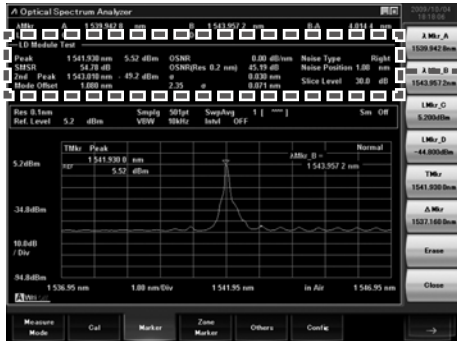 Optical Spectrum Analyzer
2009/10/04
18:18:06
λMkr A 1 539.942 8 nm B 1 543.957 2 nm B-A 4.014 4 nm
LD Module Test
Peak 1 541.930 nm 5.52 dBm OSNR 0.00 dB/nm Noise Type Right
SMSR 54.78 dB OSNR(Res 0.2 nm) 45.19 dB Noise Position 1.00 nm
2nd Peak 1 543.010 nm - 49.2 dBm σ 0.030 nm Slice Level 30.0 dB
Mode Offset 1.080 nm 2.35 σ 0.071 nm
Res 0.1nm Smplg 501pt SwpAvg 1 [ ] Sm Off
Ref. Level 5.2 dBm VBW 10kHz Intvl OFF
TMkr Peak
1 541.930 0 nm
5.52 dBm
Normal
λMkr_B =
1 543.957 2 nm
5.2dBm
REF
-34.8dBm
10.0dB
/ Div
-94.8dBm
1 536.95 nm 1.00 nm/Div 1 541.95 nm in Air 1 546.95 nm
λ Mkr_A
1539.942 8nm
λ Mkr_B
1543.957 2nm
LMkr_C
5.200dBm
LMkr_D
-44.800dBm
TMkr
1541.930 0nm
Δ Mkr
1537.160 0nm
Erase
Close
Measure
Mode
Cal
Marker
Zone
Marker
Others
Config
→